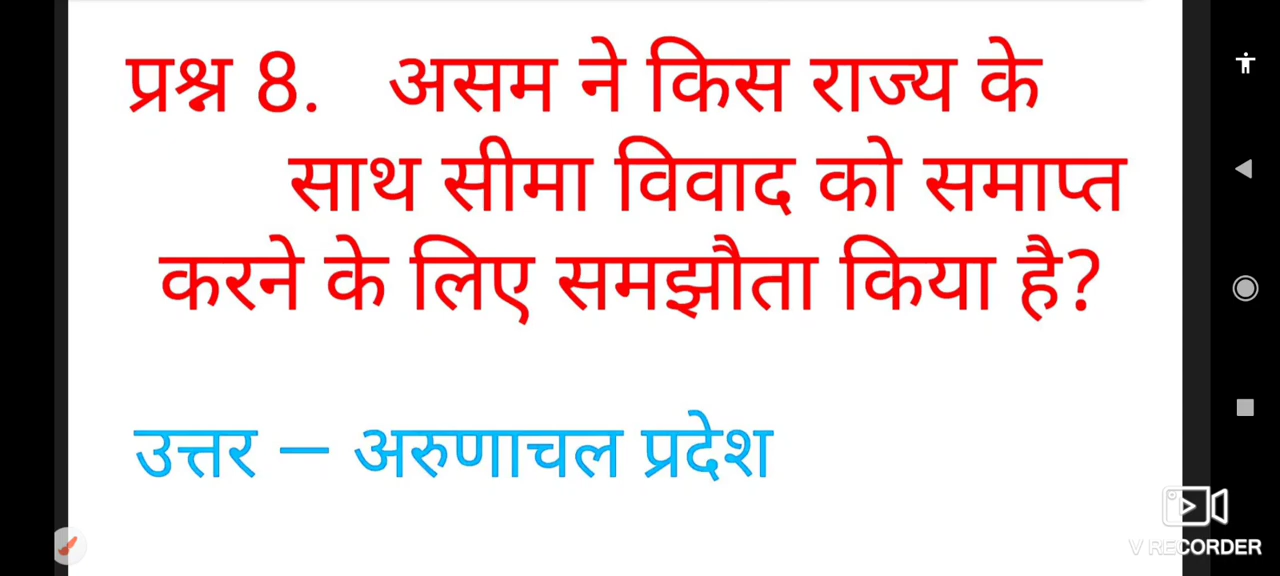 प्रश्न 8. असम ने किस राज्य के
साथ सीमा विवाद को समाप्त
करने के लिए समझौता किया है?
उत्तर – अरुणाचल प्रदेश
V RECORDER